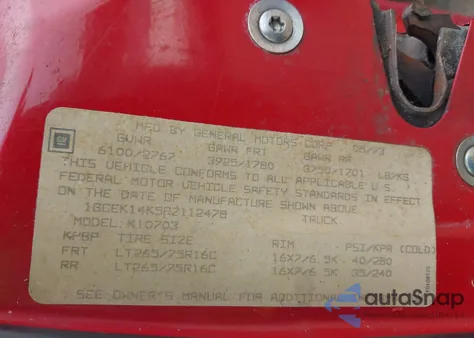 GM
MFD BY GENERAL MOTORS CORP 05/93
GVWR GAWR FRT GAWR RR
6100/2767 3925/1780 3750/1701 LB/KG
THIS VEHICLE CONFORMS TO ALL APPLICABLE U.S.
FEDERAL MOTOR VEHICLE SAFETY STANDARDS IN EFFECT
ON THE DATE OF MANUFACTURE SHOWN ABOVE
TRUCK
MODEL: K10703
TIRE SIZE RIM PSI/KPA (COLD)
FRT LT265/75R16C 16X7/6.5K 40/280
RR LT265/75R16C 16X7/6.5K 35/240
SEE OWNER'S MANUAL FOR ADDITIONAL
autoSnap